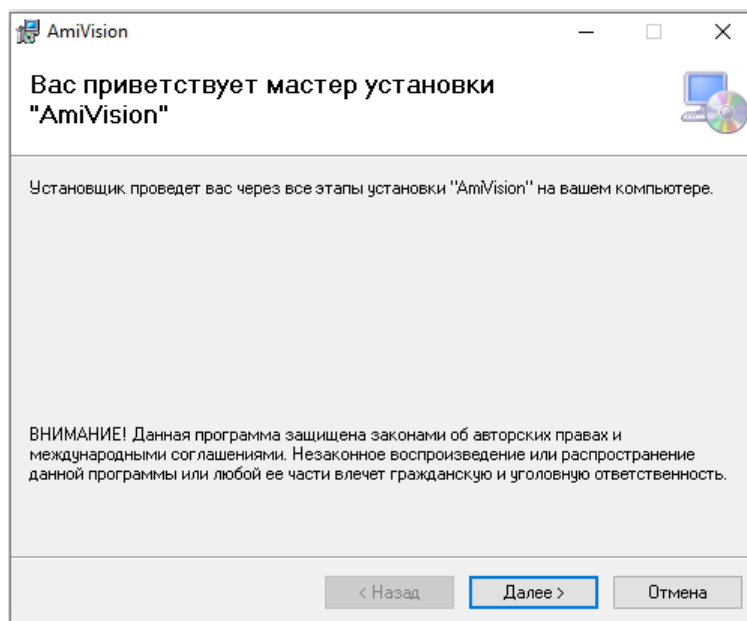 AmiVision
Вас приветствует мастер установки
"AmiVision"
Установщик проведет вас через все этапы установки "AmiVision" на вашем компьютере.
ВНИМАНИЕ! Данная программа защищена законами об авторских правах и
международными соглашениями. Незаконное воспроизведение или распространение
данной программы или любой ее части влечет гражданскую и уголовную ответственность.
< Назад
Далее >
Отмена